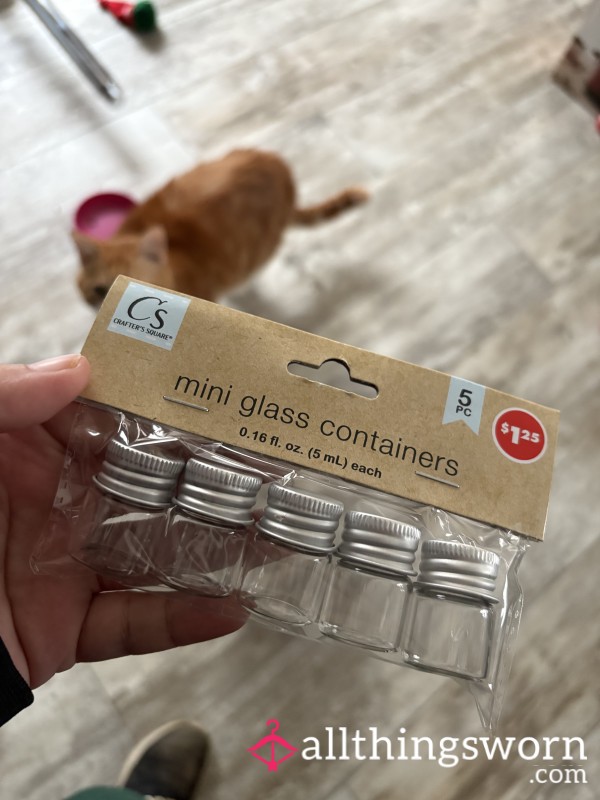 Cs
CRAFTER'S SQUARE®
mini glass containers
0.16 fl. oz. (5 mL) each
5
PC
$1.25
allthingsworn
.com